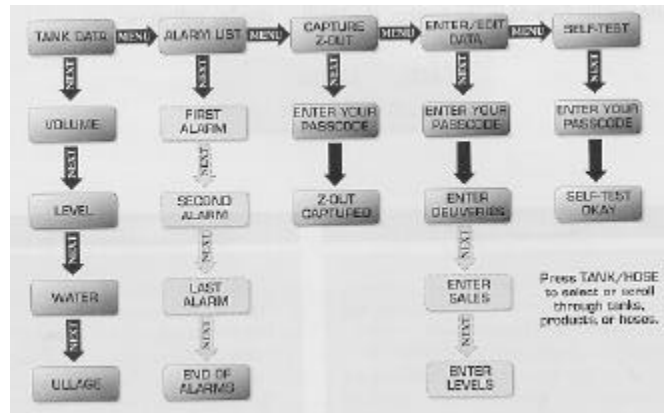 TANK DATA
MENU
ALARM LIST
MENU
CAPTURE
Z-OUT
MENU
ENTER/EDIT
DATA
MENU
SELF-TEST
NEXT
NEXT
NEXT
NEXT
NEXT
VOLUME
FIRST
ALARM
ENTER YOUR
PASSCODE
ENTER YOUR
PASSCODE
ENTER YOUR
PASSCODE
NEXT
NEXT
LEVEL
SECOND
ALARM
Z-OUT
CAPTURED
ENTER
DELIVERIES
SELF-TEST
OKAY
NEXT
NEXT
NEXT
WATER
LAST
ALARM
ENTER
SALES
Press TANK/HOSE
to select or scroll
through tanks,
products, or hoses.
NEXT
NEXT
NEXT
ULLAGE
END OF
ALARMS
ENTER
LEVELS